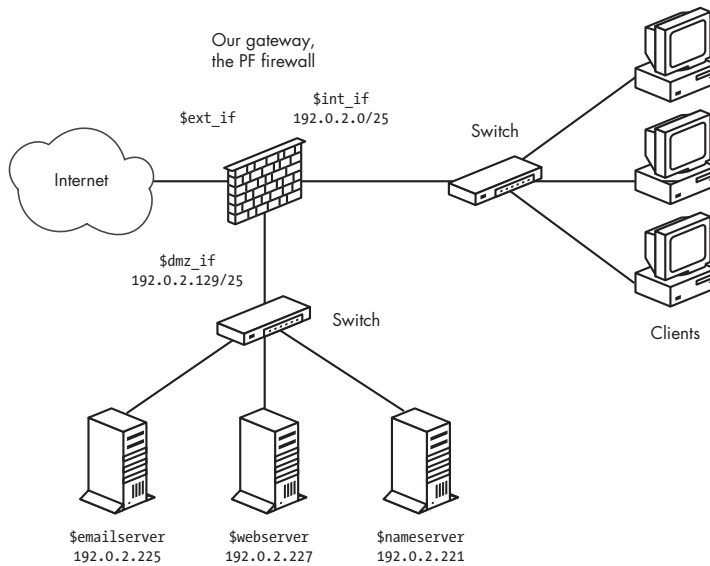 Our gateway,
the PF firewall
$int_if
192.0.2.0/25
$ext_if
Switch
Internet
$dmz_if
192.0.2.129/25
Switch
Clients
$emailserver
192.0.2.225
$webserver
192.0.2.227
$nameserver
192.0.2.221